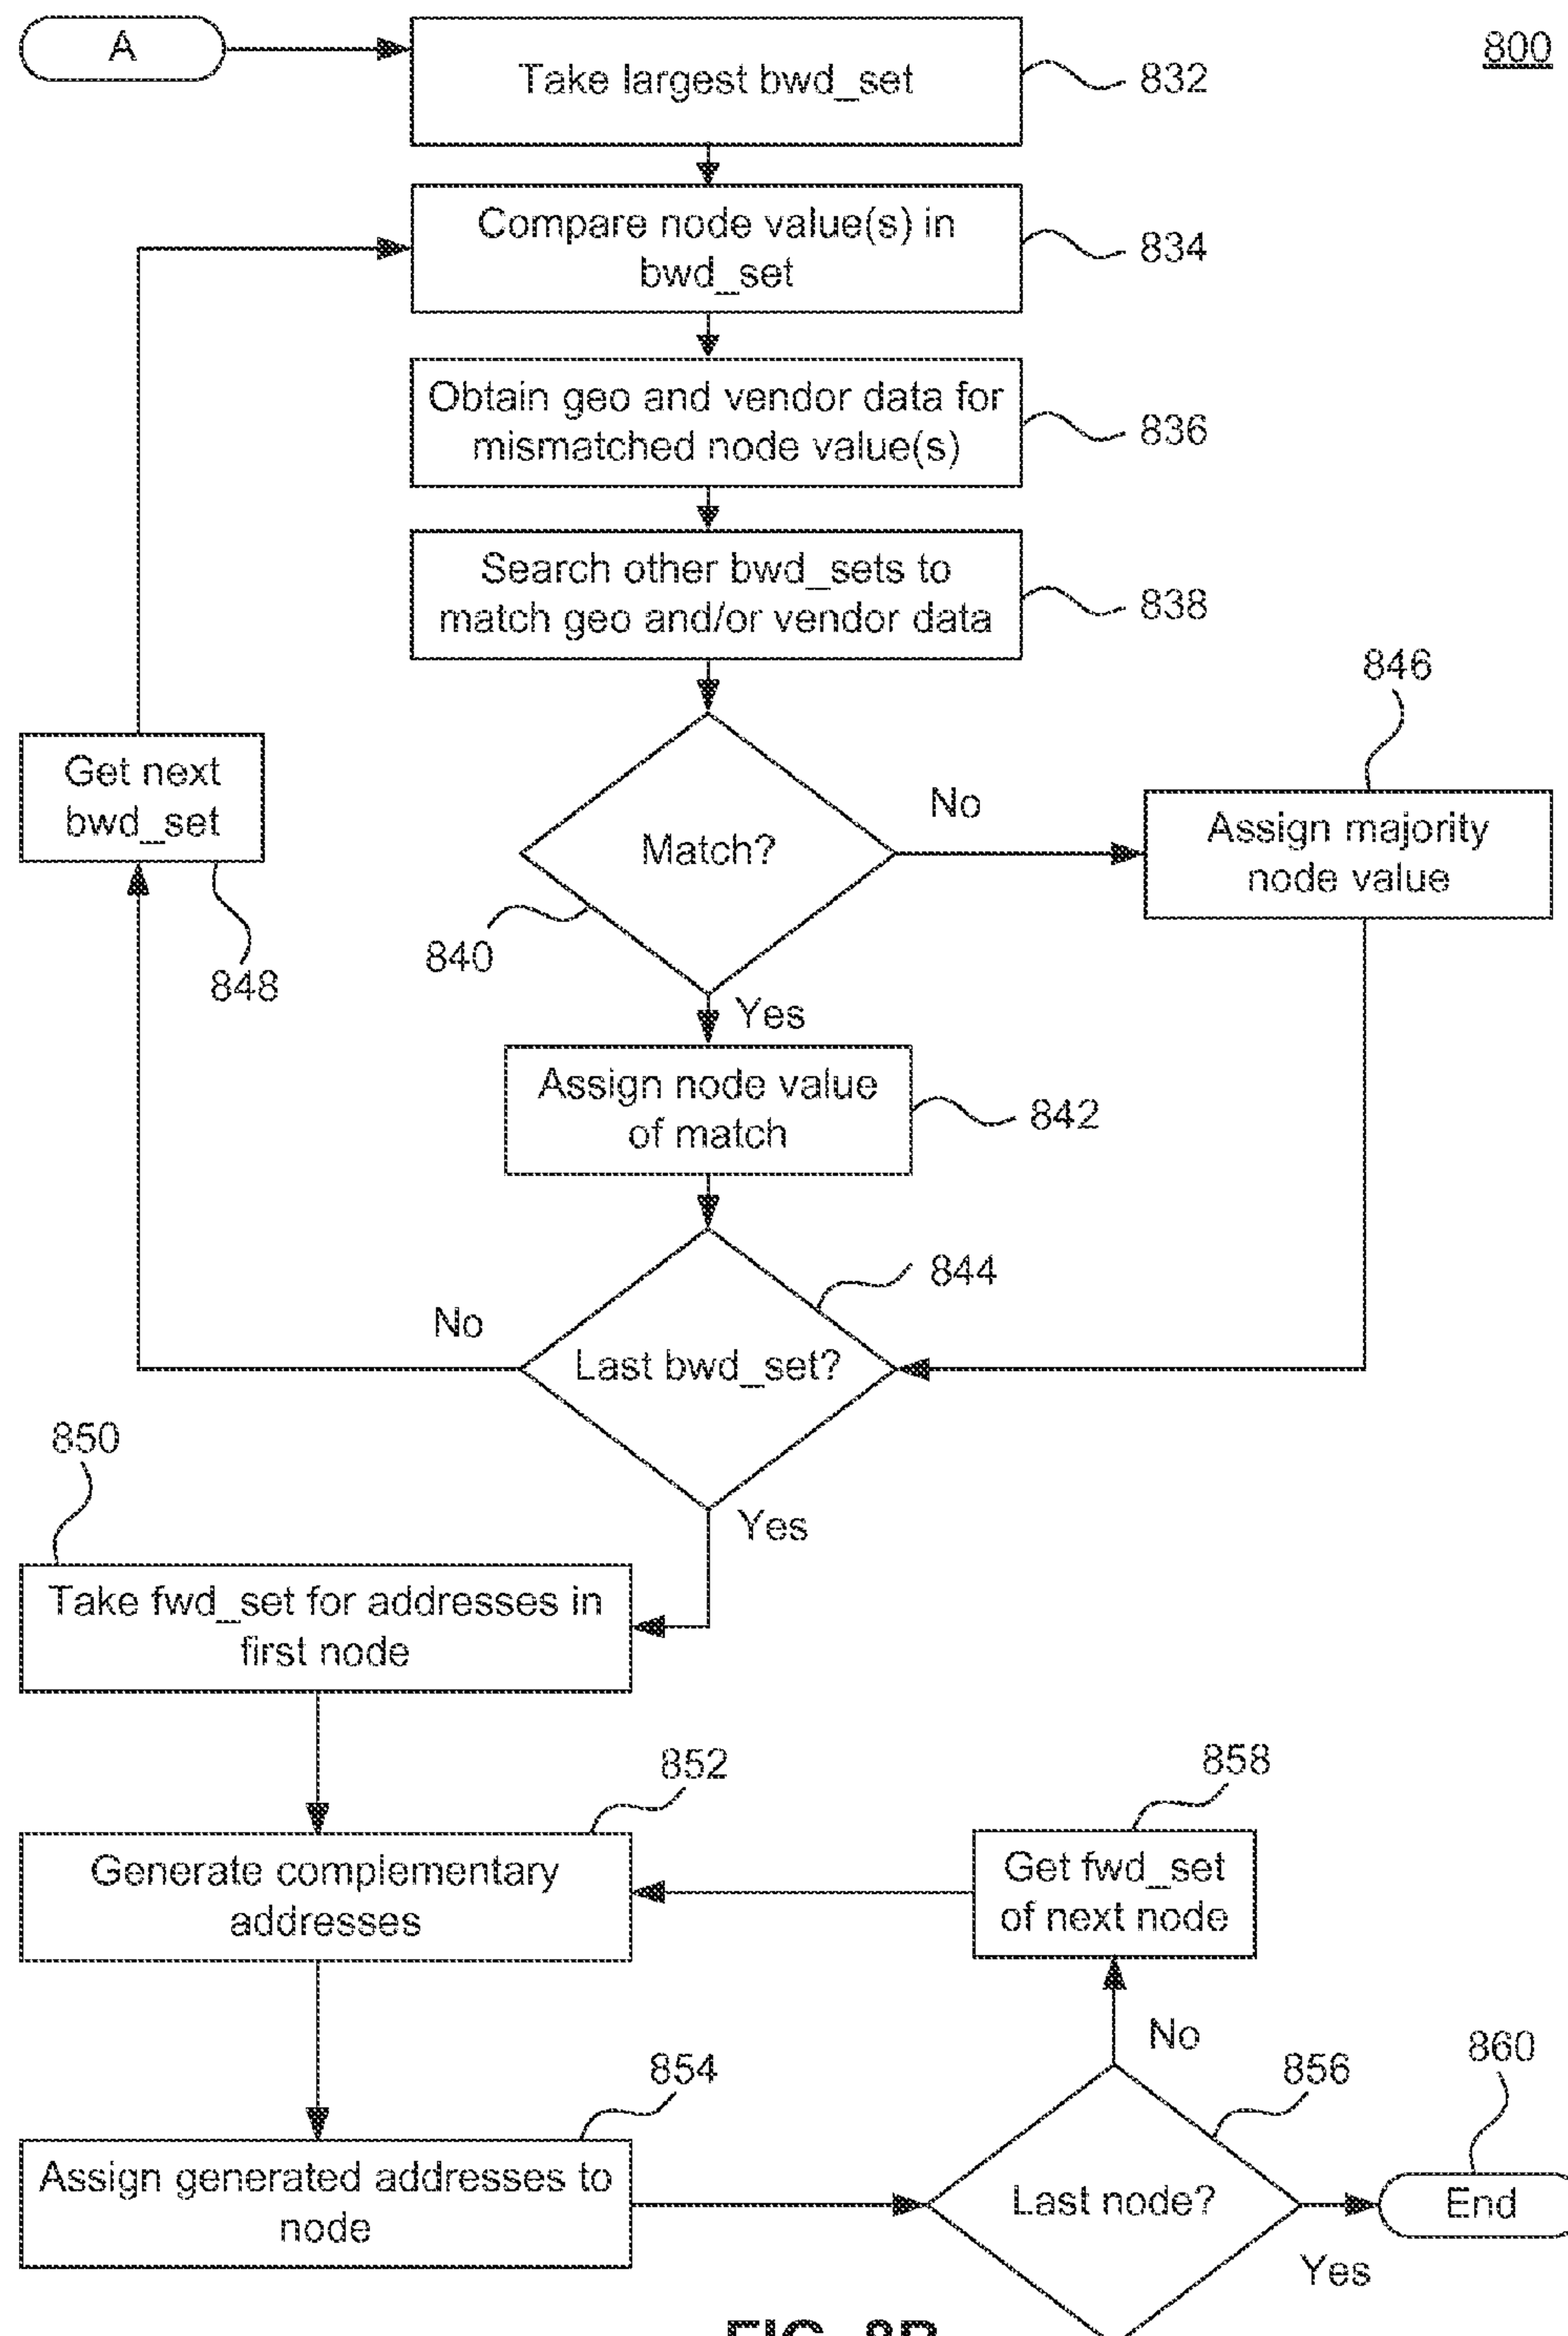 A
800
Take largest bwd_set
832
Compare node value(s) in
bwd_set
834
Obtain geo and vendor data for
mismatched node value(s)
836
Search other bwd_sets to
match geo and/or vendor data
838
846
Get next
bwd_set
848
Match?
840
No
Assign majority
node value
Yes
Assign node value
of match
842
844
No
Last bwd_set?
850
Yes
Take fwd_set for addresses in
first node
852
858
Generate complementary
addresses
Get fwd_set
of next node
No
854
856
860
Assign generated addresses to
node
Last node?
End
Yes
FIG. 8B